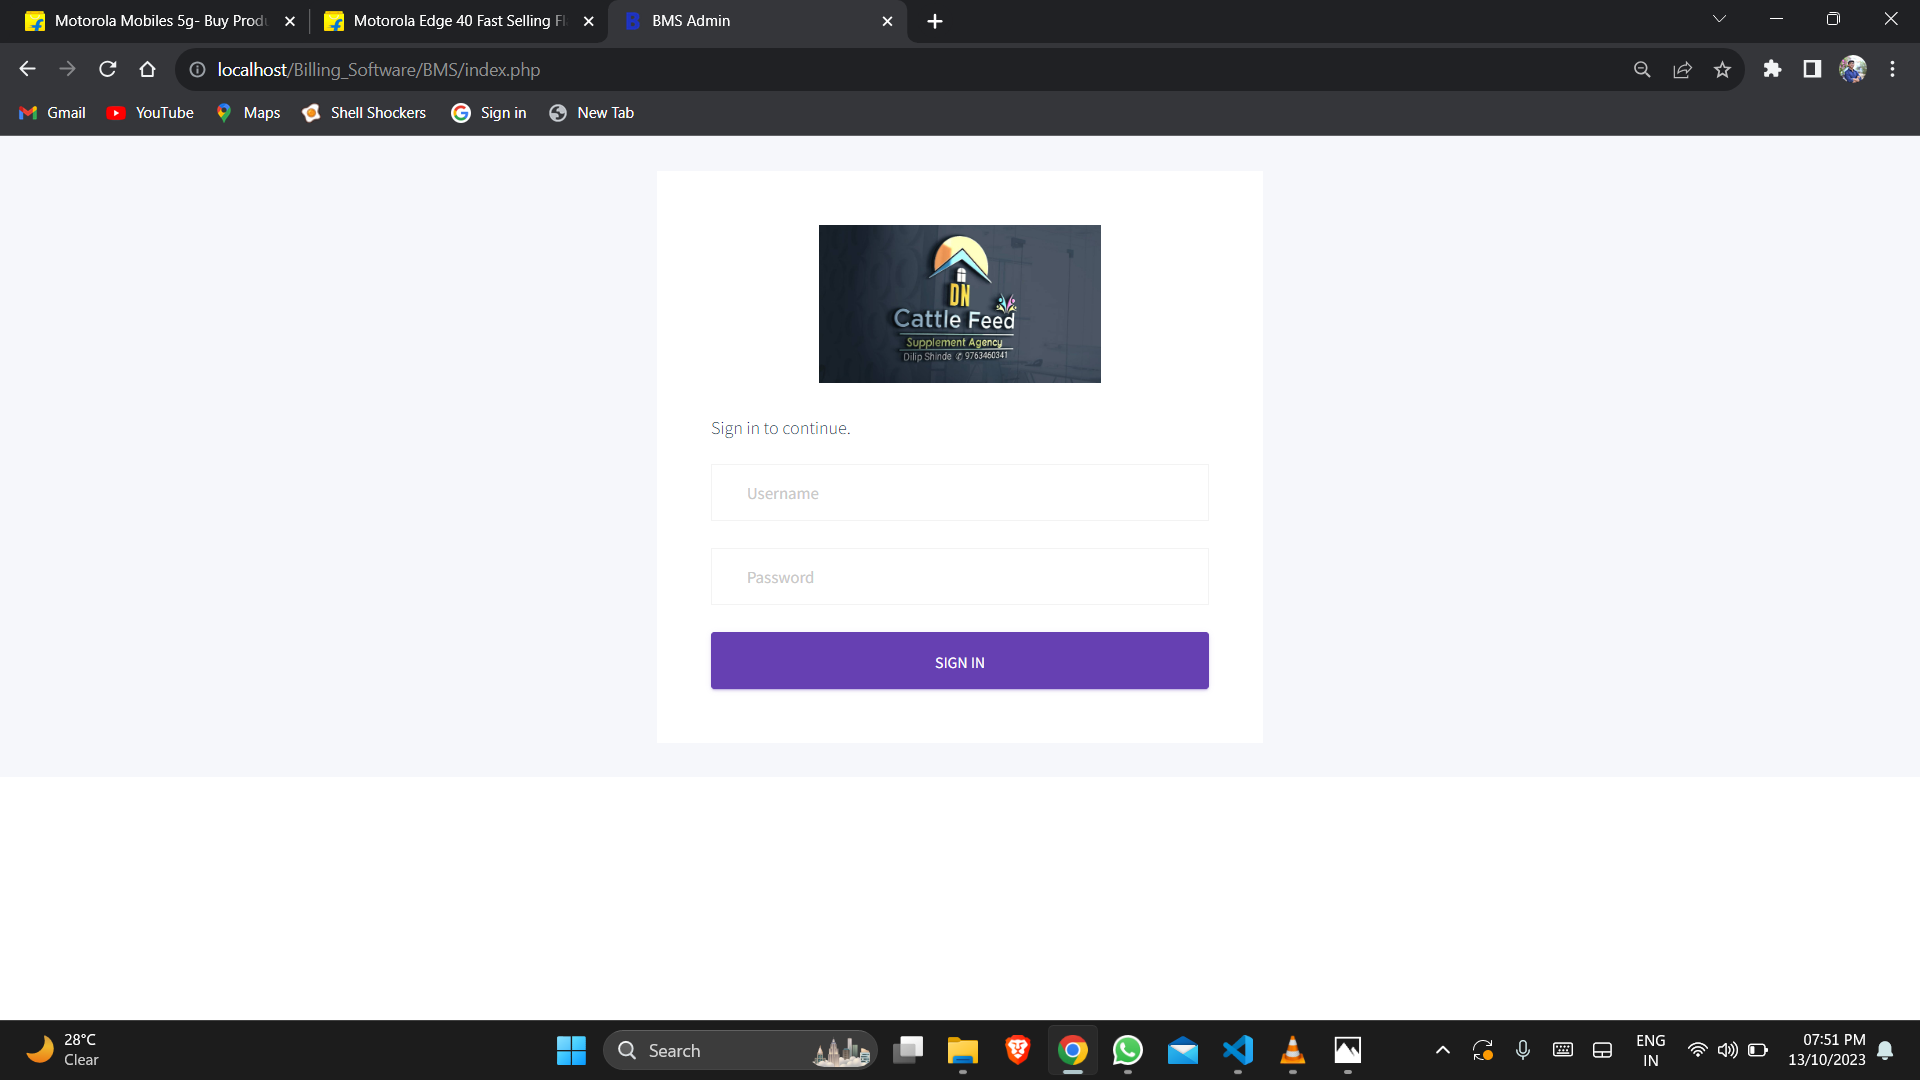 Motorola Mobiles 5g- Buy Produ
Motorola Edge 40 Fast Selling Fl
BMS Admin
localhost/Billing_Software/BMS/index.php
Gmail
YouTube
Maps
Shell Shockers
Sign in
New Tab
DN
Cattle Feed
Supplement Agency
Dilip Shinde ✆ 9763460341
Sign in to continue.
Username
Password
SIGN IN
28°C
Clear
Search
ENG
IN
07:51 PM
13/10/2023